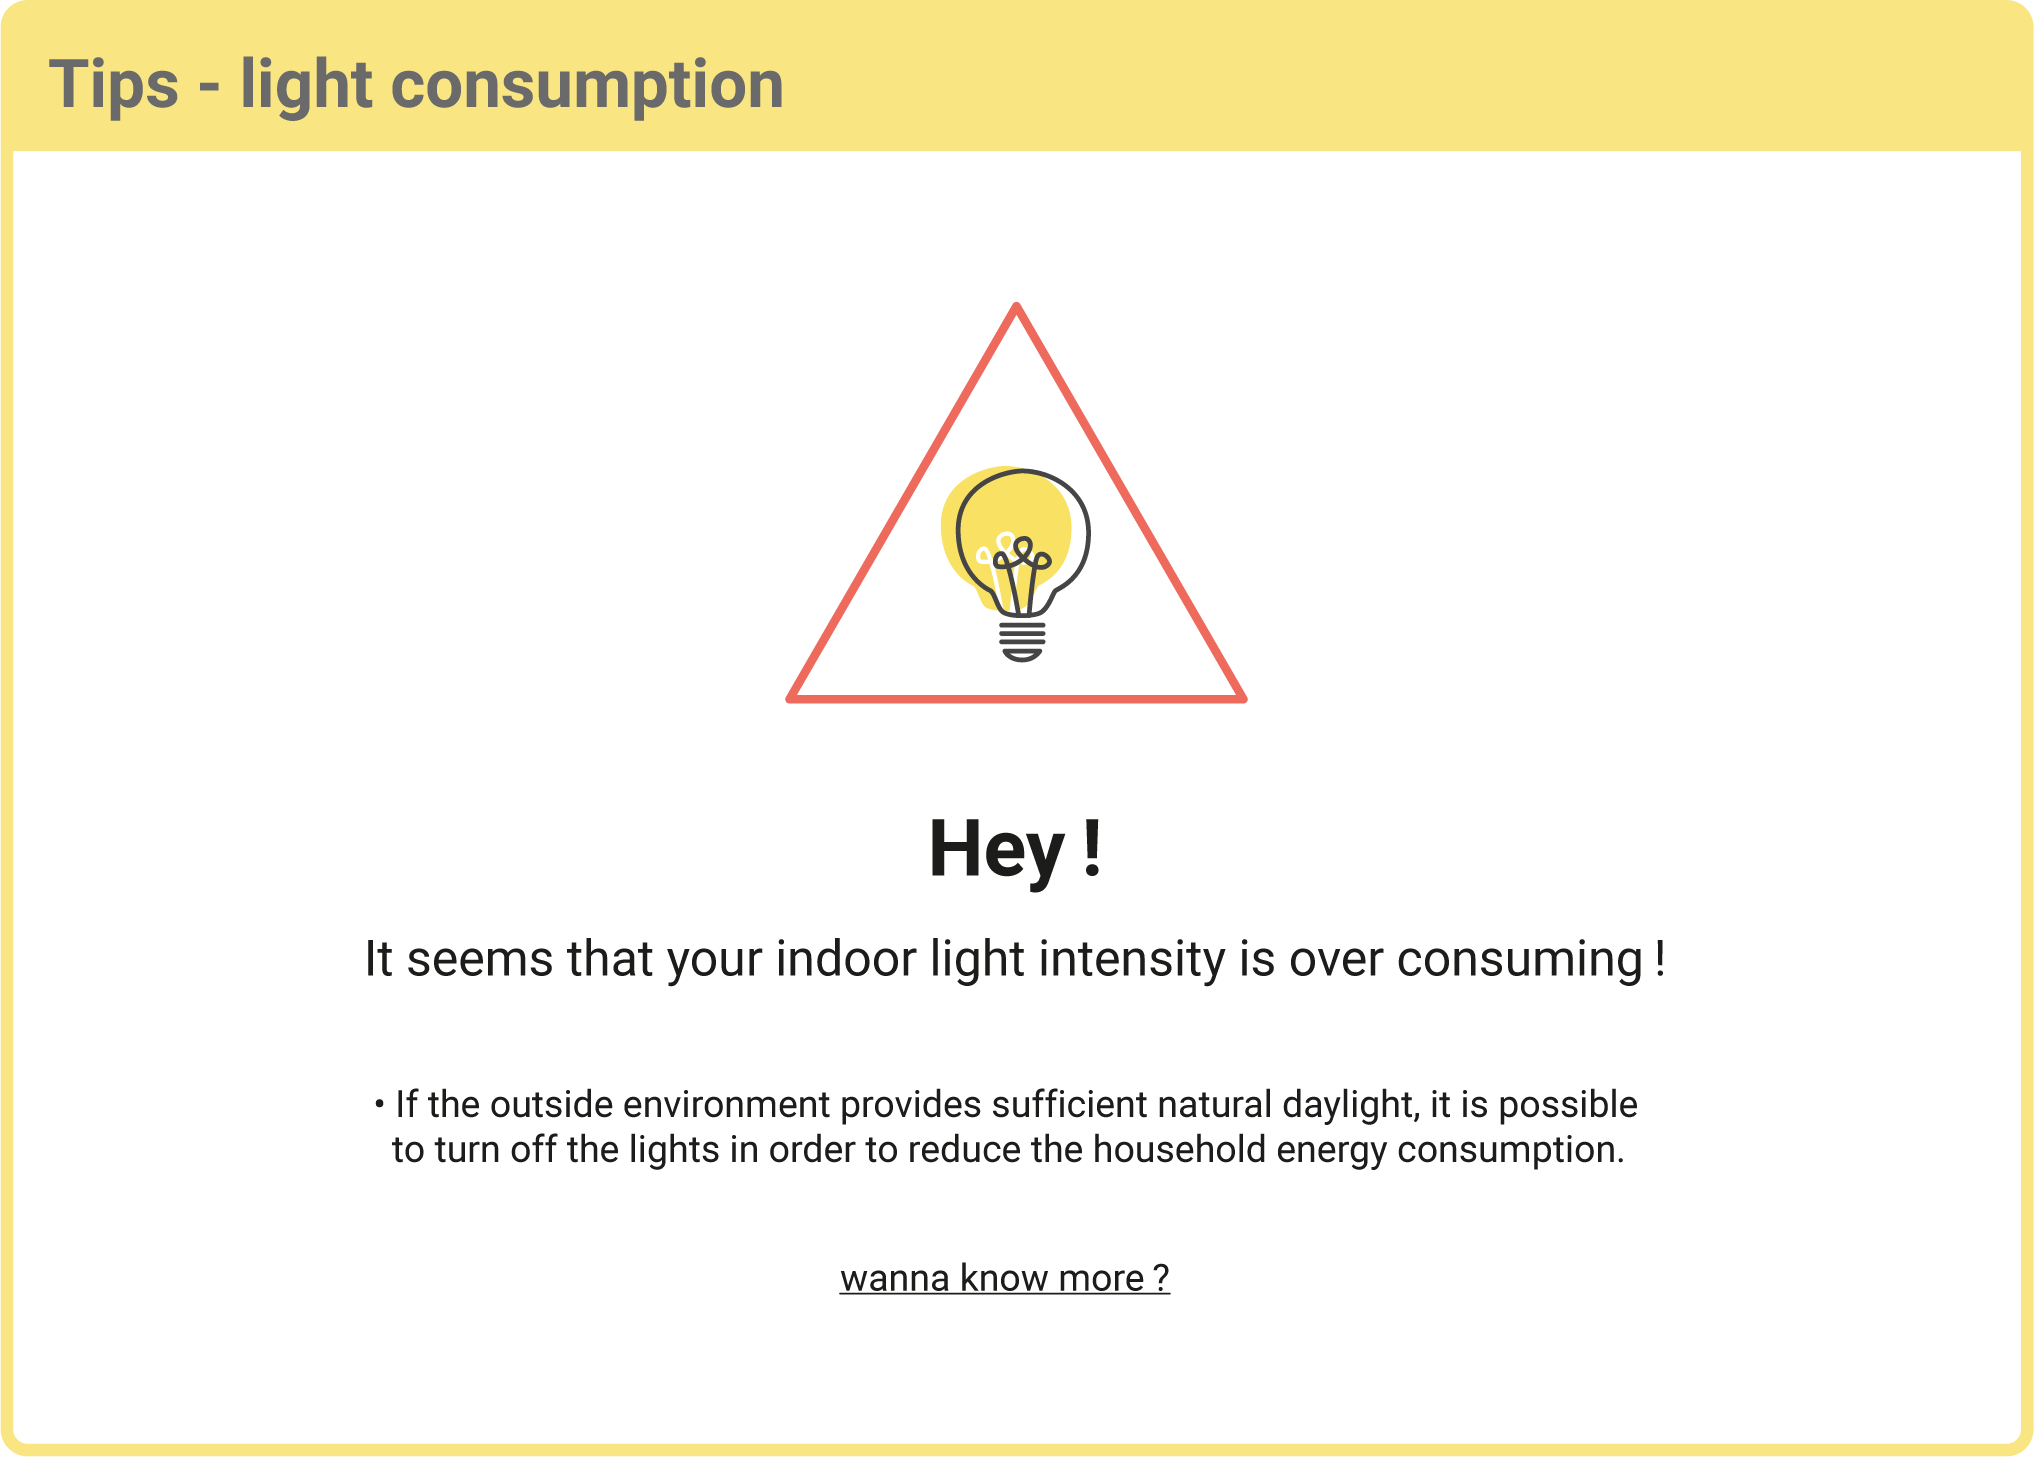 Tips - light consumption
Hey !
It seems that your indoor light intensity is over consuming !
• If the outside environment provides sufficient natural daylight, it is possible
to turn off the lights in order to reduce the household energy consumption.
wanna know more ?